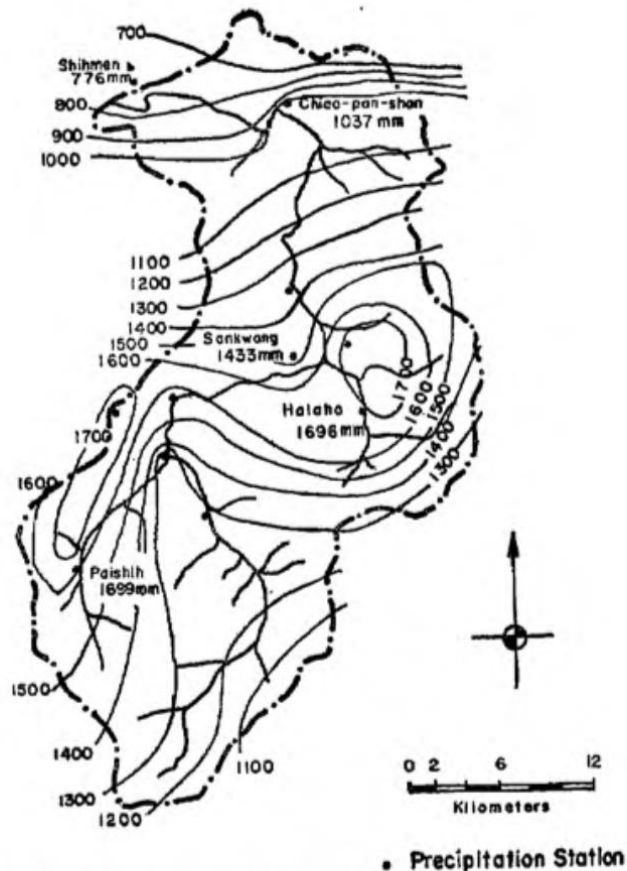 700
Shihmen
776mm
800
Chiao-pan-shan
1037 mm
900
1000
1100
1200
1300
1400
1500
Sankwang
1433mm
1600
1700
1600
1500
1400
1300
Halaho
1696mm
1700
1600
Paishih
1699mm
1500
1400
1100
1300
1200
0 2 6 12
Kilometers
Precipitation Station